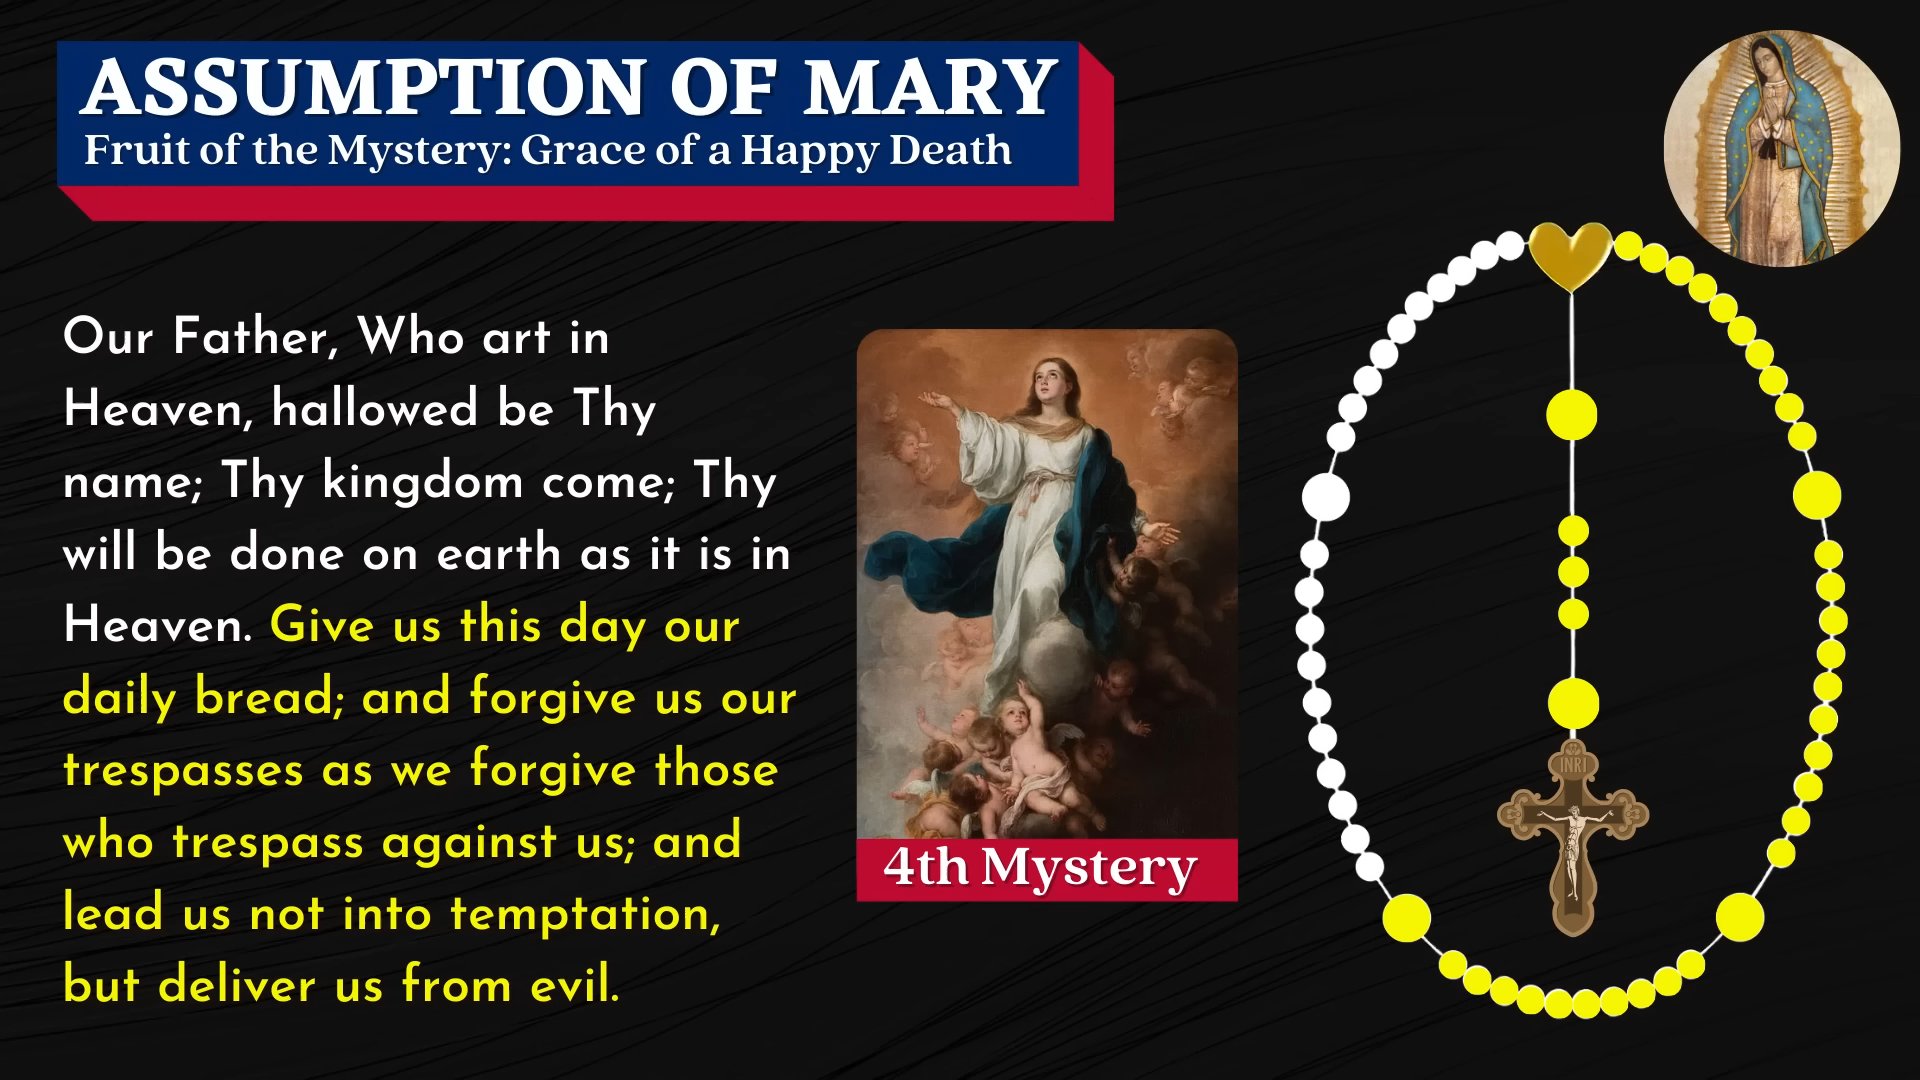 ASSUMPTION OF MARY
Fruit of the Mystery: Grace of a Happy Death
Our Father, Who art in
Heaven, hallowed be Thy
name; Thy kingdom come; Thy
will be done on earth as it is in
Heaven. Give us this day our
daily bread; and forgive us our
trespasses as we forgive those
who trespass against us; and
lead us not into temptation,
but deliver us from evil.
4th Mystery
INRI